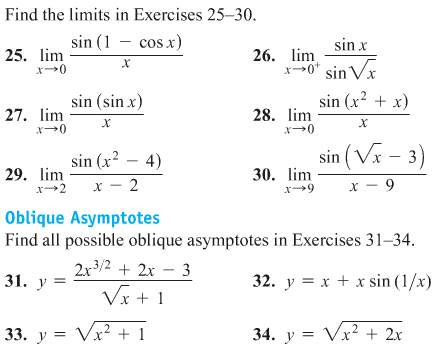 Find the limits in Exercises 25–30.
25. lim x→0 sin (1 − cos x) / x
26. lim x→0⁺ sin x / sin √x
27. lim x→0 sin (sin x) / x
28. lim x→0 sin (x² + x) / x
29. lim x→2 sin (x² − 4) / x − 2
30. lim x→9 sin (√x − 3) / x − 9
Oblique Asymptotes
Find all possible oblique asymptotes in Exercises 31–34.
31. y = 2x³/² + 2x − 3 / √x + 1
32. y = x + x sin (1/x)
33. y = √x² + 1
34. y = √x² + 2x